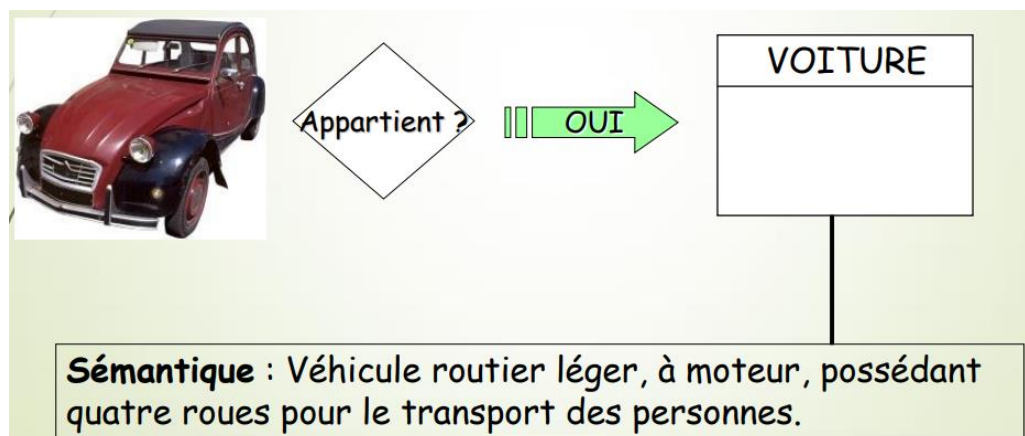 Appartient ?
OUI
VOITURE
Sémantique : Véhicule routier léger, à moteur, possédant
quatre roues pour le transport des personnes.